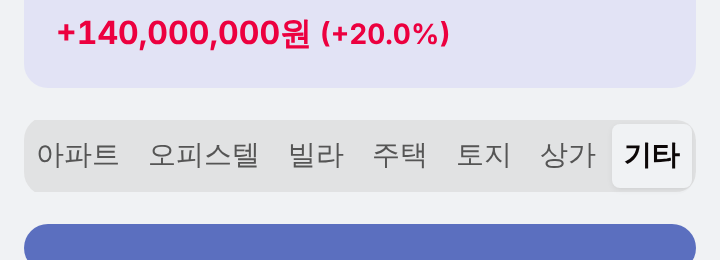 +140,000,000원 (+20.0%)
아파트 오피스텔 빌라 주택 토지 상가 기타